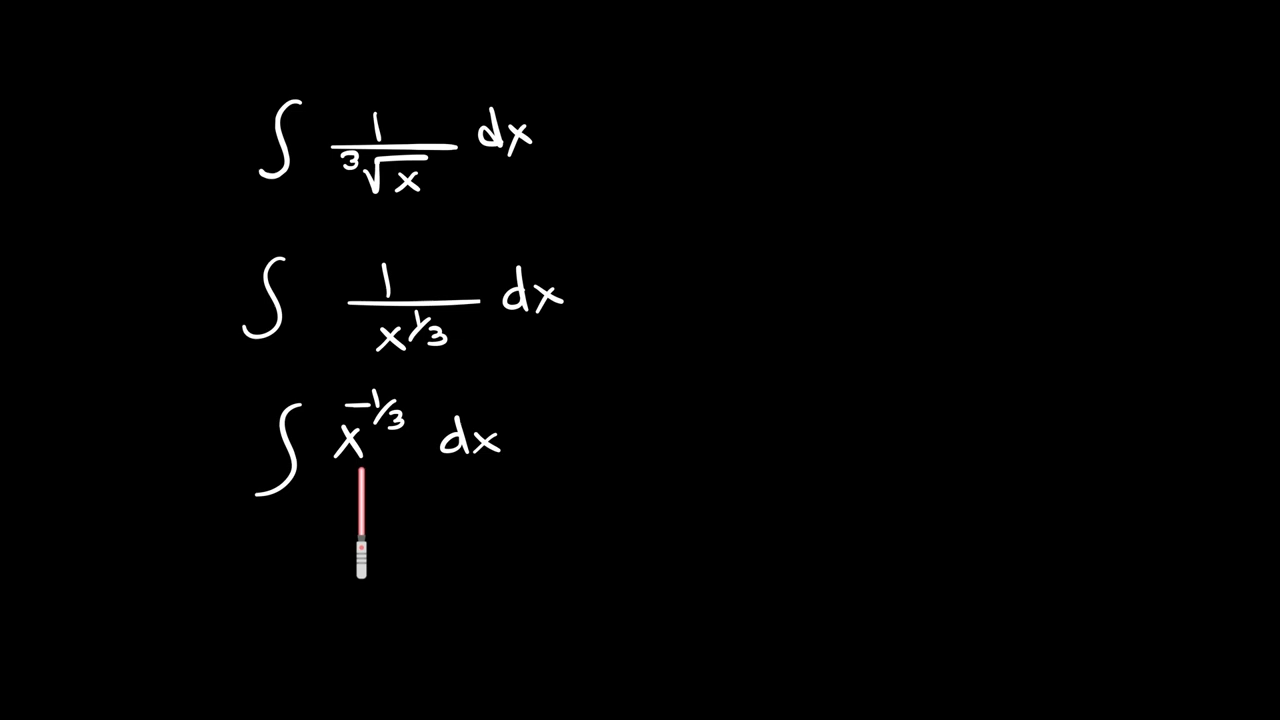 ∫ 1/∛x dx
∫ 1/x^(1/3) dx
∫ x^(-1/3) dx